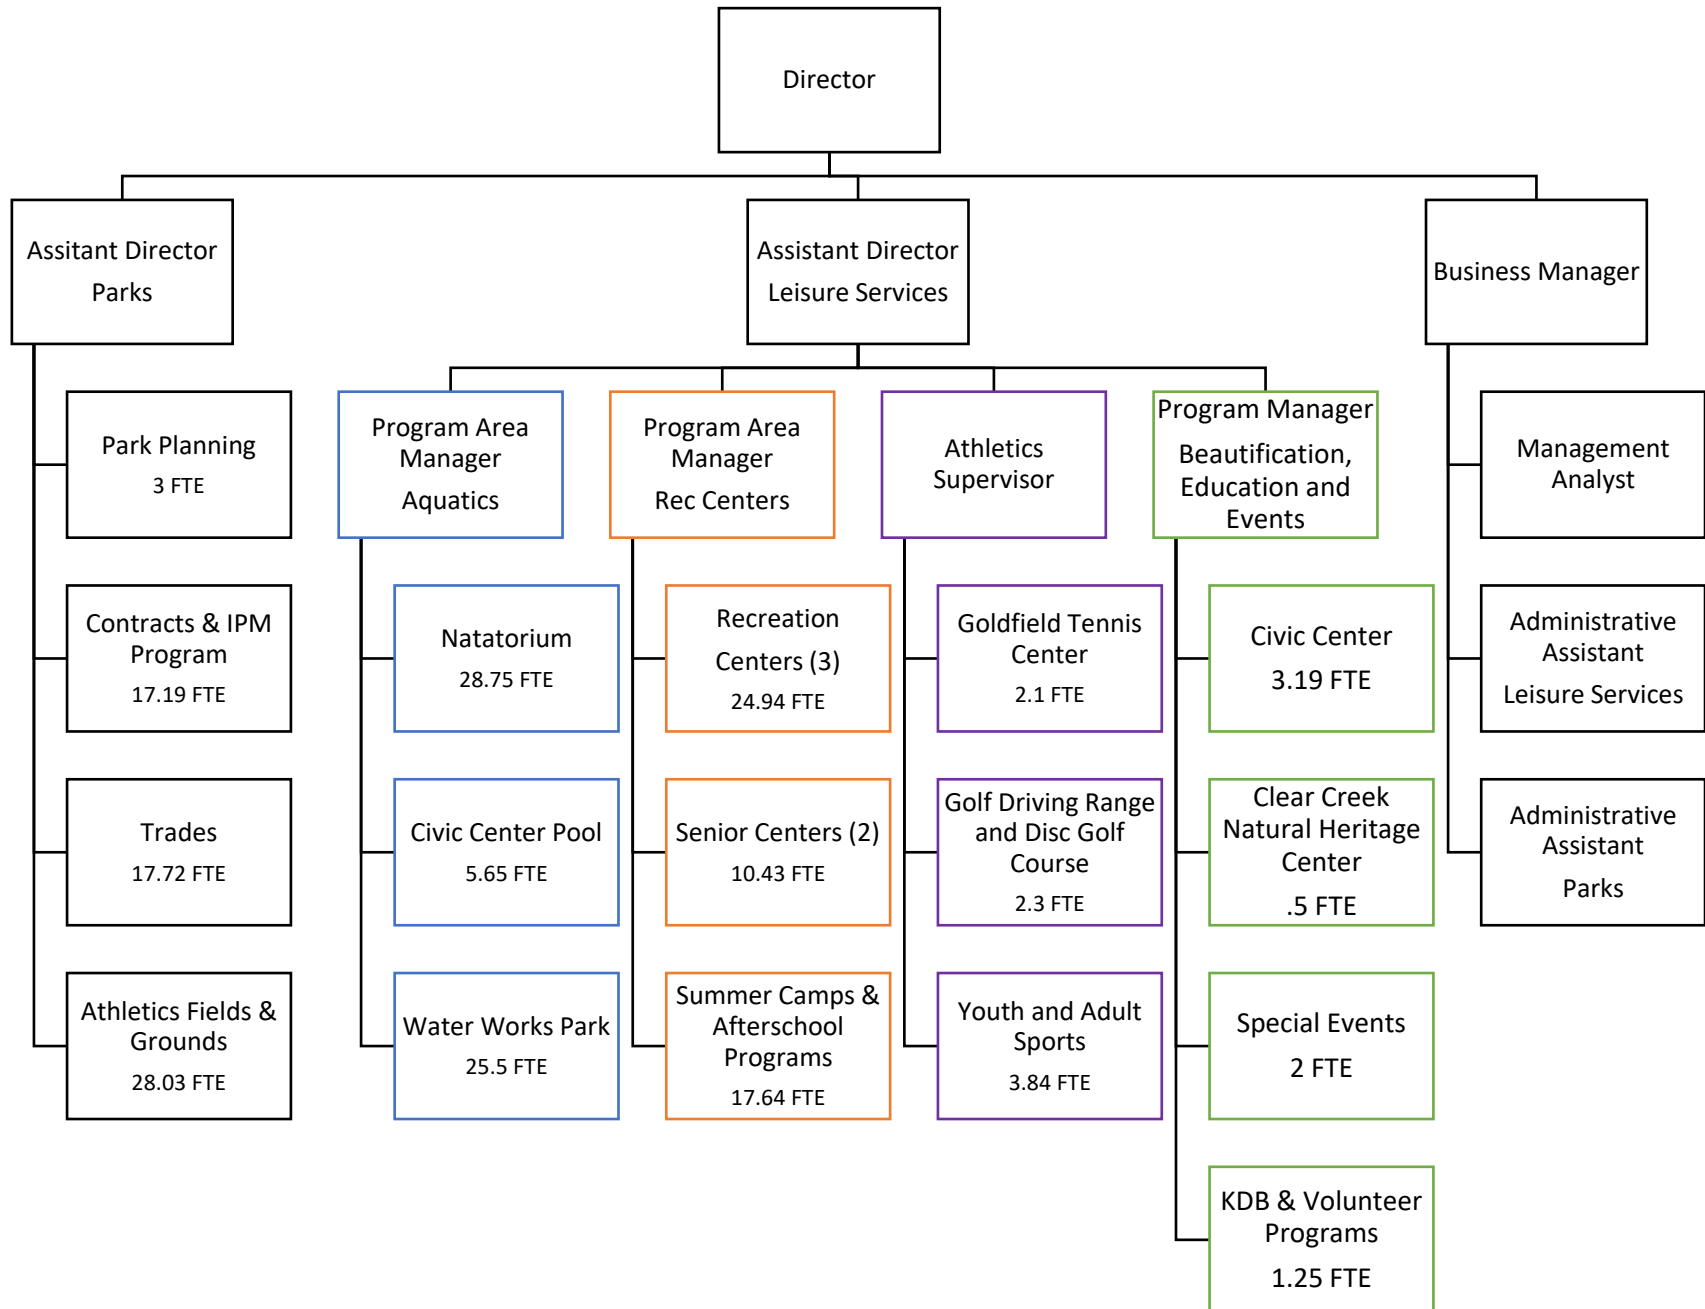 Director
Assitant Director
Parks
Assistant Director
Leisure Services
Business Manager
Park Planning
3 FTE
Contracts & IPM
Program
17.19 FTE
Trades
17.72 FTE
Athletics Fields &
Grounds
28.03 FTE
Program Area
Manager
Aquatics
Natatorium
28.75 FTE
Civic Center Pool
5.65 FTE
Water Works Park
25.5 FTE
Program Area
Manager
Rec Centers
Recreation
Centers (3)
24.94 FTE
Senior Centers (2)
10.43 FTE
Summer Camps &
Afterschool
Programs
17.64 FTE
Athletics
Supervisor
Goldfield Tennis
Center
2.1 FTE
Golf Driving Range
and Disc Golf
Course
2.3 FTE
Youth and Adult
Sports
3.84 FTE
Program Manager
Beautification,
Education and
Events
Civic Center
3.19 FTE
Clear Creek
Natural Heritage
Center
.5 FTE
Special Events
2 FTE
KDB & Volunteer
Programs
1.25 FTE
Management
Analyst
Administrative
Assistant
Leisure Services
Administrative
Assistant
Parks